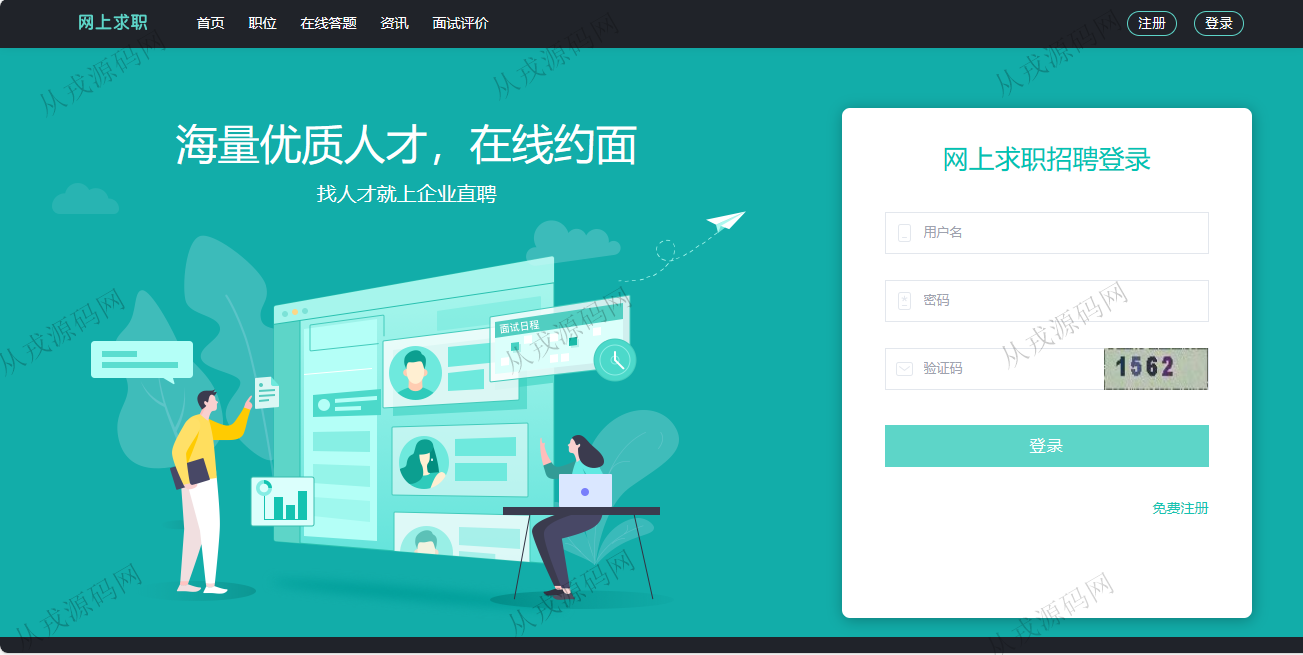 网上求职 首页 职位 在线答题 资讯 面试评价 注册 登录
海量优质人才，在线约面
找人才就上企业直聘
面试日程
网上求职招聘登录
用户名
密码
验证码 1562
登录
免费注册
从戎源码网
从戎源码网
从戎源码网
从戎源码网
从戎源码网
从戎源码网
从戎源码网
从戎源码网
从戎源码网